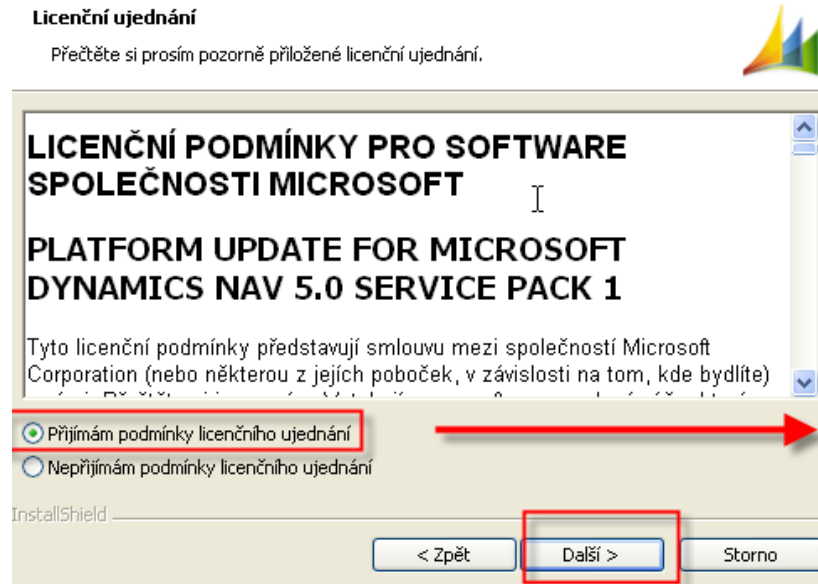 Licenční ujednání
Přečtěte si prosím pozorně přiložené licenční ujednání.
LICENČNÍ PODMÍNKY PRO SOFTWARE
SPOLEČNOSTI MICROSOFT
PLATFORM UPDATE FOR MICROSOFT
DYNAMICS NAV 5.0 SERVICE PACK 1
Tyto licenční podmínky představují smlouvu mezi společností Microsoft
Corporation (nebo některou z jejích poboček, v závislosti na tom, kde bydlíte)
Přijímám podmínky licenčního ujednání
Nepřijímám podmínky licenčního ujednání
InstallShield
< Zpět
Další >
Storno